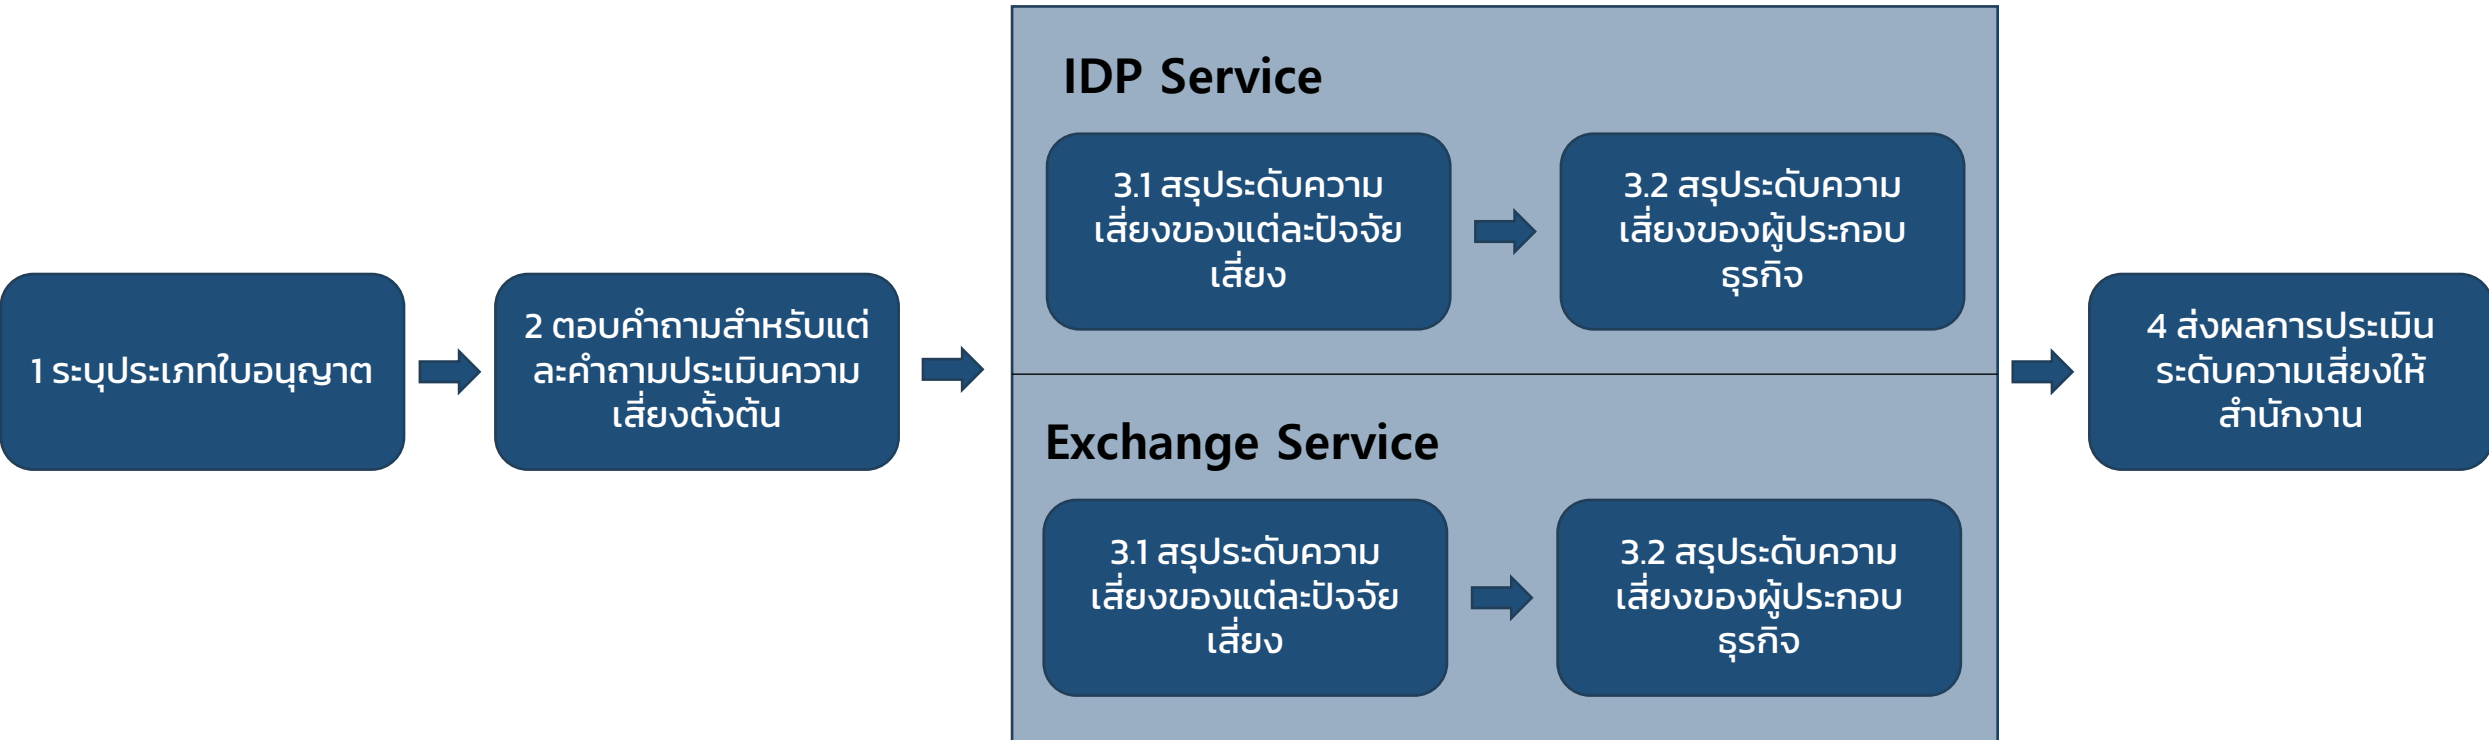 1 ระบุประเภทใบอนุญาต
2 ตอบคำถามสำหรับแต่
ละคำถามประเมินความ
เสี่ยงตั้งต้น
IDP Service
3.1 สรุประดับความ
เสี่ยงของแต่ละปัจจัย
เสี่ยง
3.2 สรุประดับความ
เสี่ยงของผู้ประกอบ
ธุรกิจ
Exchange Service
3.1 สรุประดับความ
เสี่ยงของแต่ละปัจจัย
เสี่ยง
3.2 สรุประดับความ
เสี่ยงของผู้ประกอบ
ธุรกิจ
4 ส่งผลการประเมิน
ระดับความเสี่ยงให้
สำนักงาน